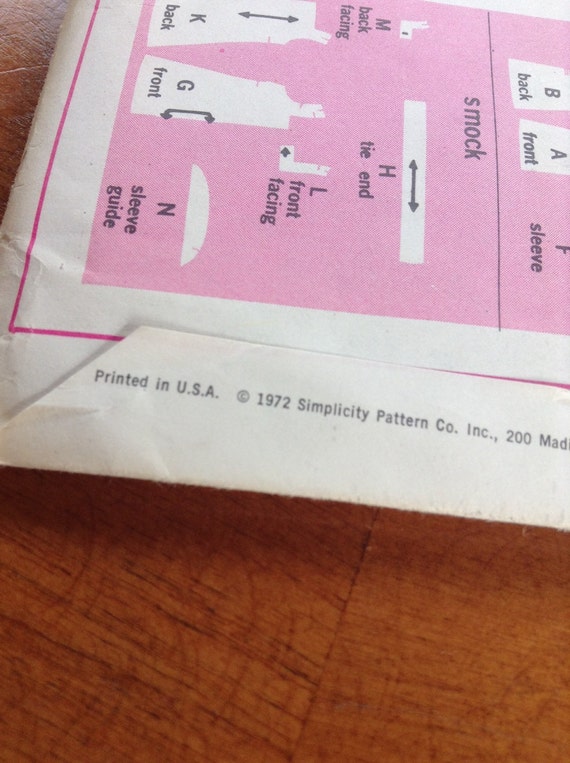 K
back
M
back
facing
G
front
L
front
facing
H
tie end
N
sleeve
guide
smock
B
back
A
front
sleeve
Printed in U.S.A. © 1972 Simplicity Pattern Co. Inc., 200 Madi